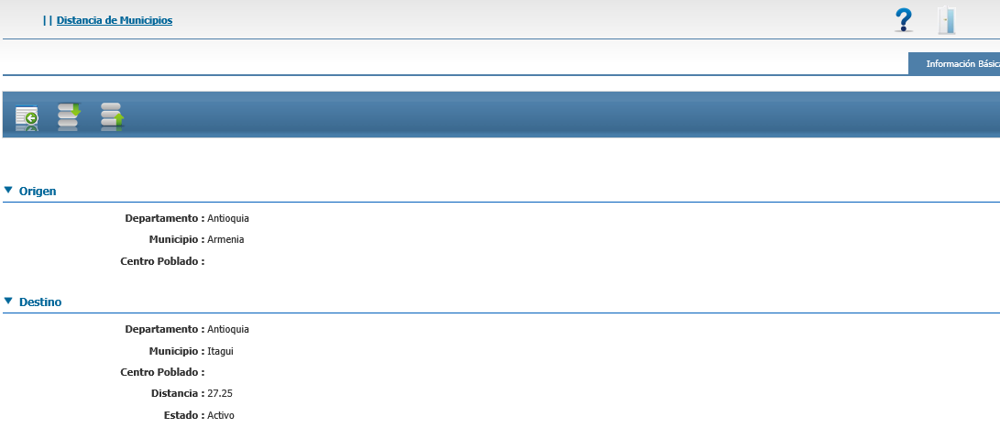 || Distancia de Municipios
Información Básica
Origen
Departamento : Antioquia
Municipio : Armenia
Centro Poblado :
Destino
Departamento : Antioquia
Municipio : Itagui
Centro Poblado :
Distancia : 27.25
Estado : Activo